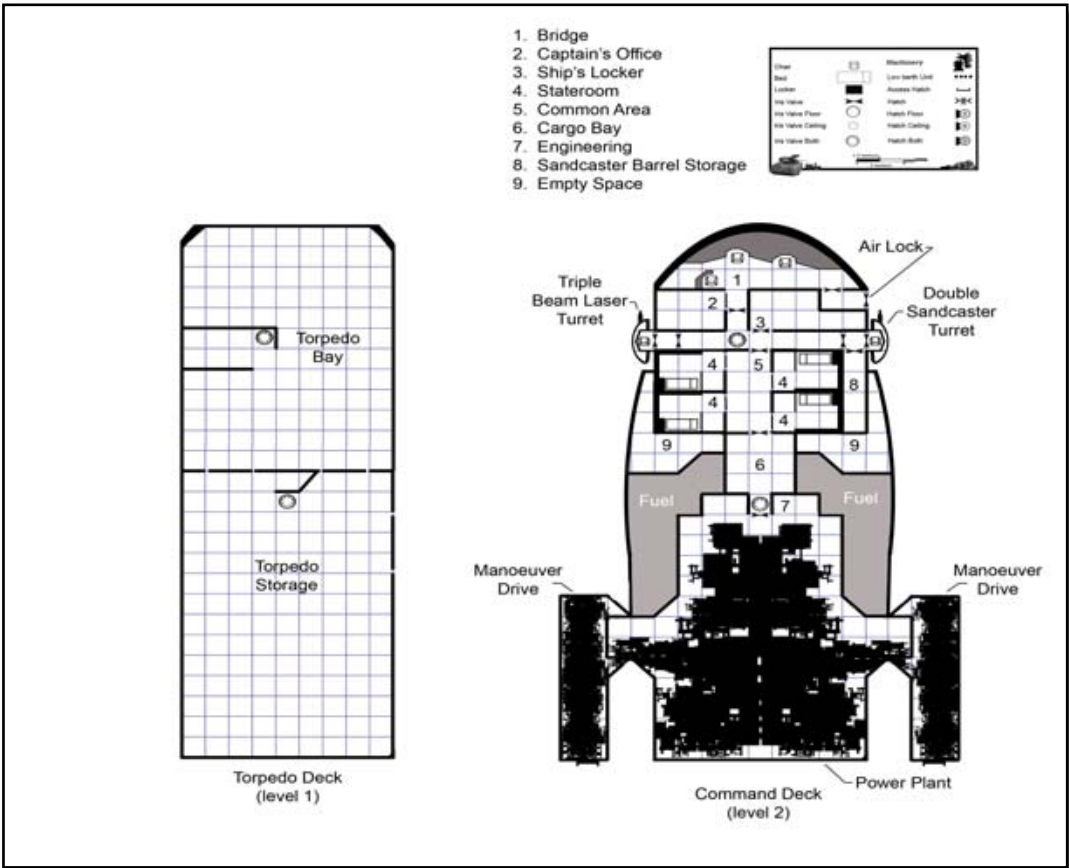 1. Bridge
2. Captain's Office
3. Ship's Locker
4. Stateroom
5. Common Area
6. Cargo Bay
7. Engineering
8. Sandcaster Barrel Storage
9. Empty Space
Chair
Bed
Locker
Iris Valve
Iris Valve Floor
Iris Valve Ceiling
Iris Valve Both
Machinery
Low berth Unit
Access Hatch
Hatch
Hatch Floor
Hatch Ceiling
Hatch Both
Air Lock
Triple
Beam Laser
Turret
Double
Sandcaster
Turret
1
2
3
4
5
4
8
4
4
9
9
6
Fuel
Fuel
7
Torpedo
Bay
Torpedo
Storage
Manoeuver
Drive
Manoeuver
Drive
Torpedo Deck
(level 1)
Command Deck
(level 2)
Power Plant